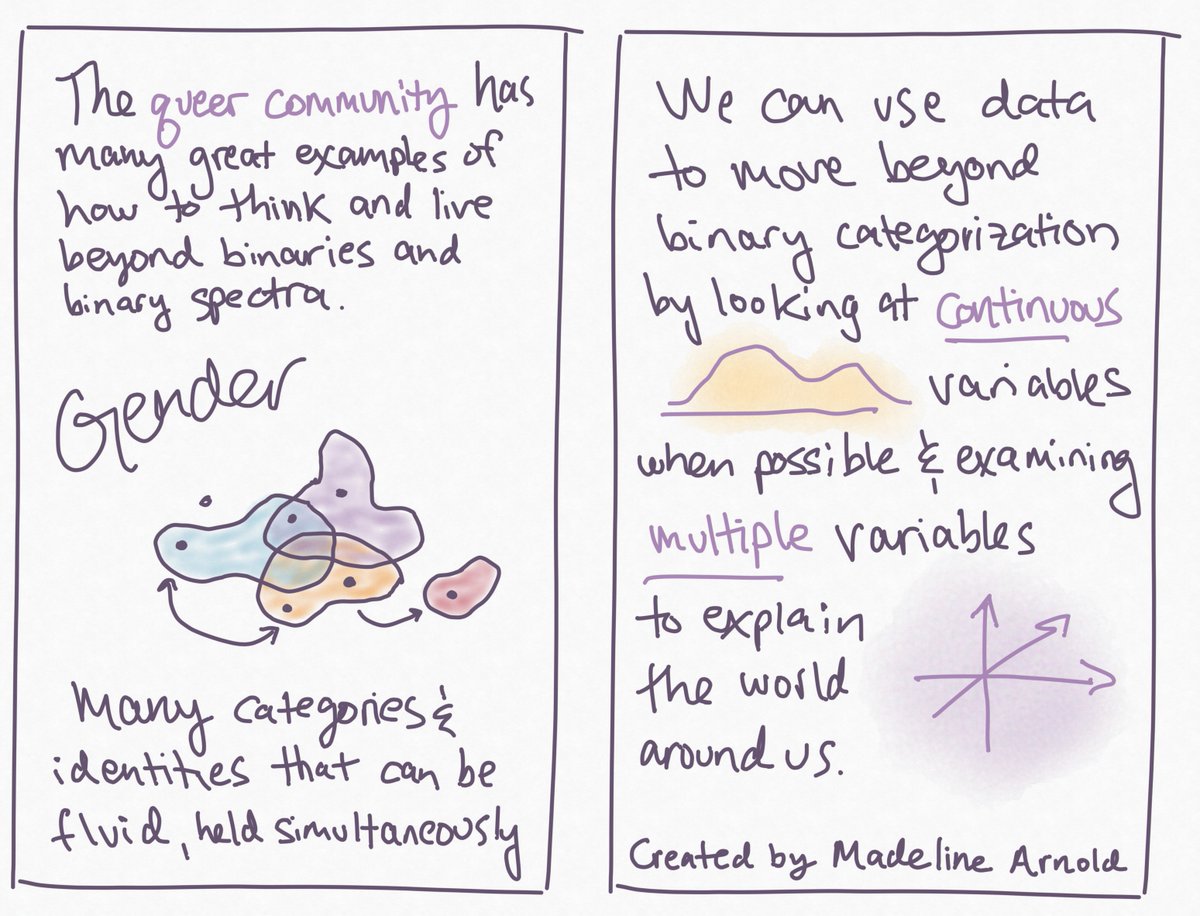 The queer community has
many great examples of
how to think and live
beyond binaries and
binary spectra.
Gender
Many categories &
identities that can be
fluid, held simultaneously
We can use data
to move beyond
binary categorization
by looking at continuous
variables
when possible & examining
multiple variables
to explain
the world
around us.
Created by Madeline Arnold